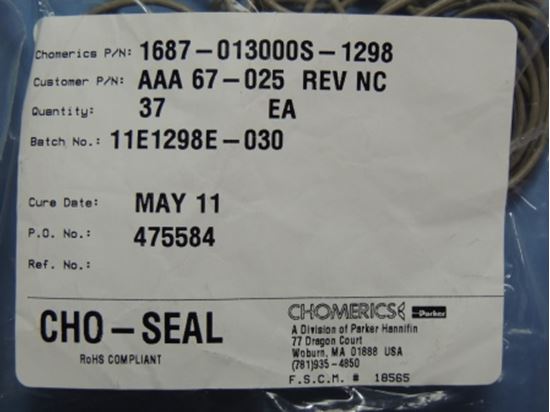 Chomerics P/N: 1687-013000S-1298
Customer P/N: AAA 67-025 REV NC
Quantity: 37 EA
Batch No.: 11E1298E-030
Cure Date: MAY 11
P.O. No.: 475584
Ref. No.:
CHO-SEAL
RoHS COMPLIANT
CHOMERICS Parker
A Division of Parker Hannifin
77 Dragon Court
Woburn, MA 01888 USA
(781)935-4850
F.S.C.M. # 18565